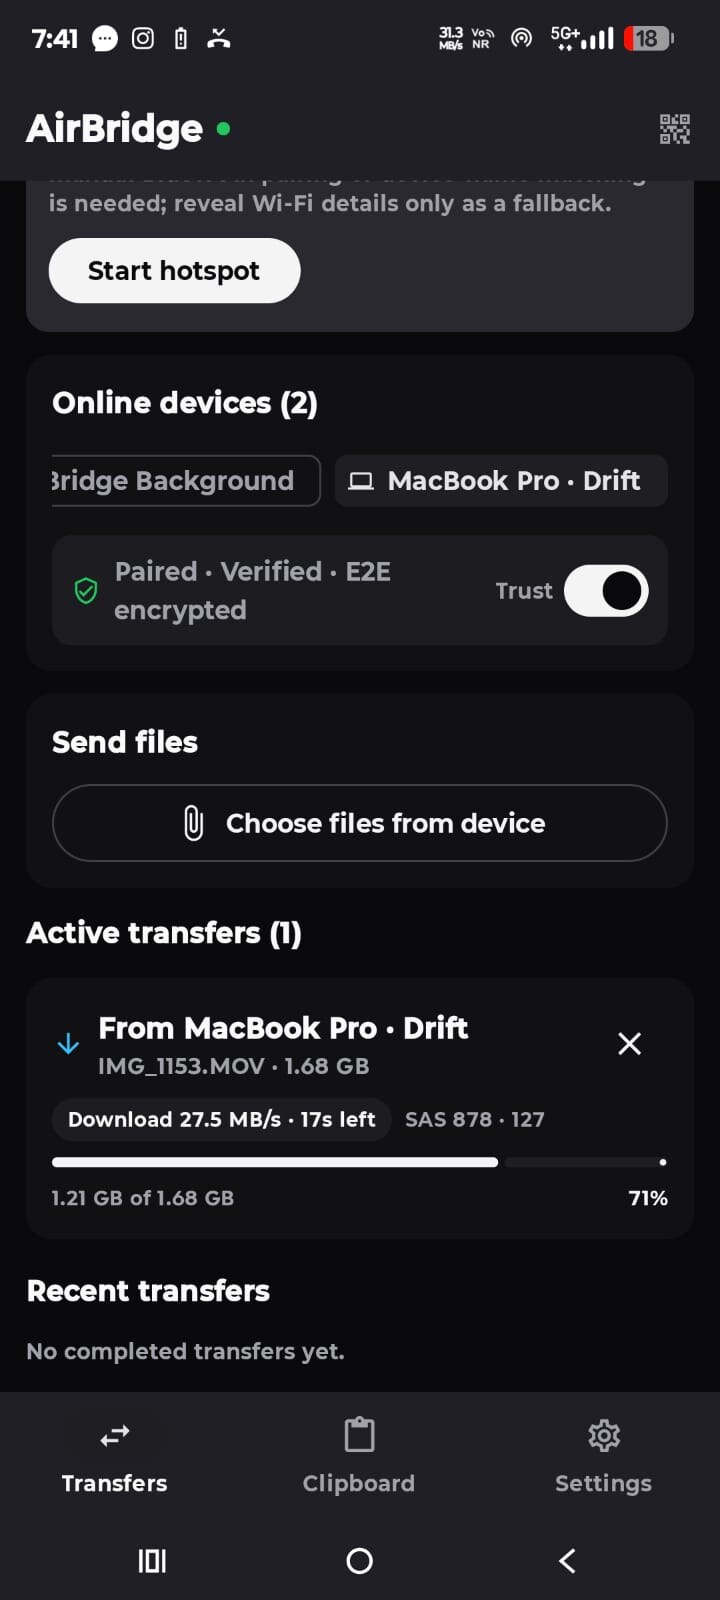 7:41
31.3 MB/s
Vo NR
5G+
18
AirBridge
is needed; reveal Wi-Fi details only as a fallback.
Start hotspot
Online devices (2)
Bridge Background
MacBook Pro · Drift
Paired · Verified · E2E
encrypted
Trust
Send files
Choose files from device
Active transfers (1)
From MacBook Pro · Drift
IMG_1153.MOV · 1.68 GB
Download 27.5 MB/s · 17s left
SAS 878 · 127
1.21 GB of 1.68 GB
71%
Recent transfers
No completed transfers yet.
Transfers
Clipboard
Settings